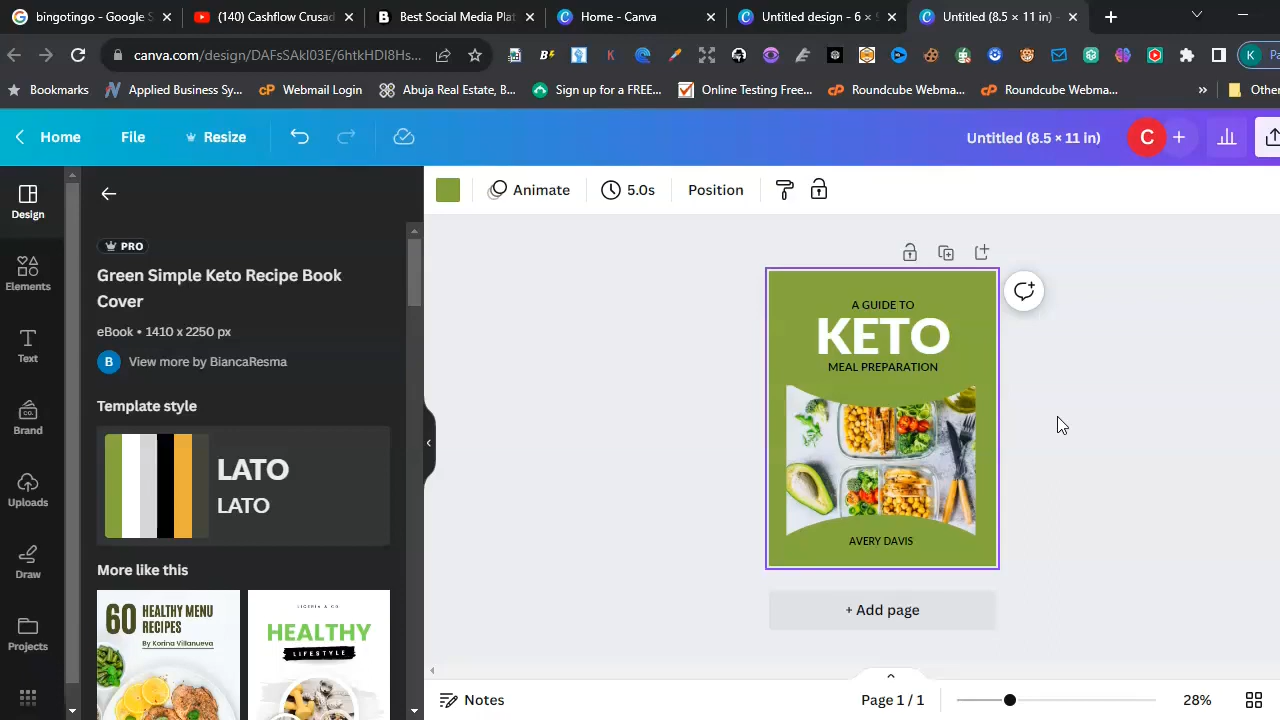 bingotingo - Google S
(140) Cashflow Crusad
Best Social Media Plat
Home - Canva
Untitled design - 6 × 9
Untitled (8.5 × 11 in) -
canva.com/design/DAFsSAkI03E/6htkHDI8Hs...
K
Pa
Bookmarks
Applied Business Sy...
Webmail Login
Abuja Real Estate, B...
Sign up for a FREE...
Online Testing Free...
Roundcube Webma...
Roundcube Webma...
Other
Home
File
Resize
Untitled (8.5 × 11 in)
C
Design
Elements
Text
Brand
Uploads
Draw
Projects
PRO
Green Simple Keto Recipe Book
Cover
eBook • 1410 x 2250 px
B
View more by BiancaResma
Template style
LATO
LATO
More like this
60 HEALTHY MENU
RECIPES
By Korina Villanueva
LICERIA & CO
HEALTHY
LIFESTYLE
Animate
5.0s
Position
A GUIDE TO
KETO
MEAL PREPARATION
AVERY DAVIS
+ Add page
Notes
Page 1 / 1
28%